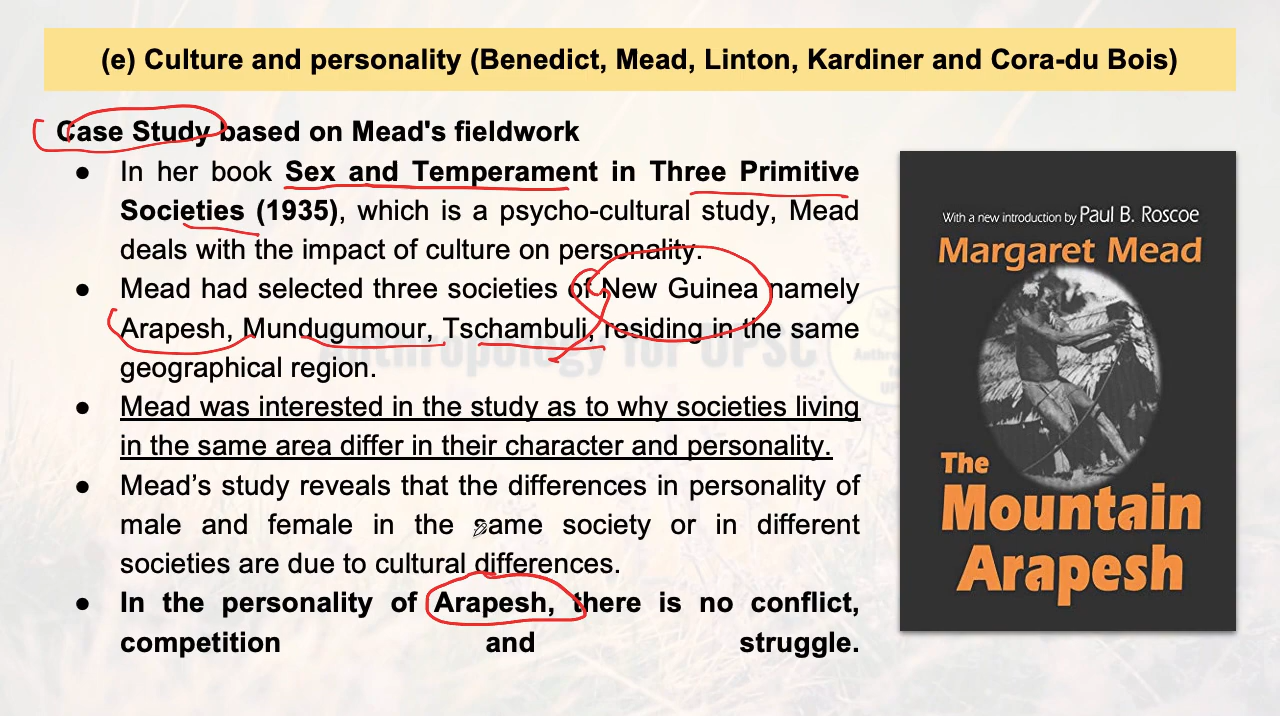 (e) Culture and personality (Benedict, Mead, Linton, Kardiner and Cora-du Bois)
Case Study based on Mead's fieldwork
● In her book Sex and Temperament in Three Primitive
Societies (1935), which is a psycho-cultural study, Mead
deals with the impact of culture on personality.
● Mead had selected three societies of New Guinea namely
Arapesh, Mundugumour, Tschambuli, residing in the same
geographical region.
● Mead was interested in the study as to why societies living
in the same area differ in their character and personality.
● Mead’s study reveals that the differences in personality of
male and female in the same society or in different
societies are due to cultural differences.
● In the personality of Arapesh, there is no conflict,
competition and struggle.
With a new introduction by Paul B. Roscoe
Margaret Mead
The
Mountain
Arapesh
Anthropology for UPSC